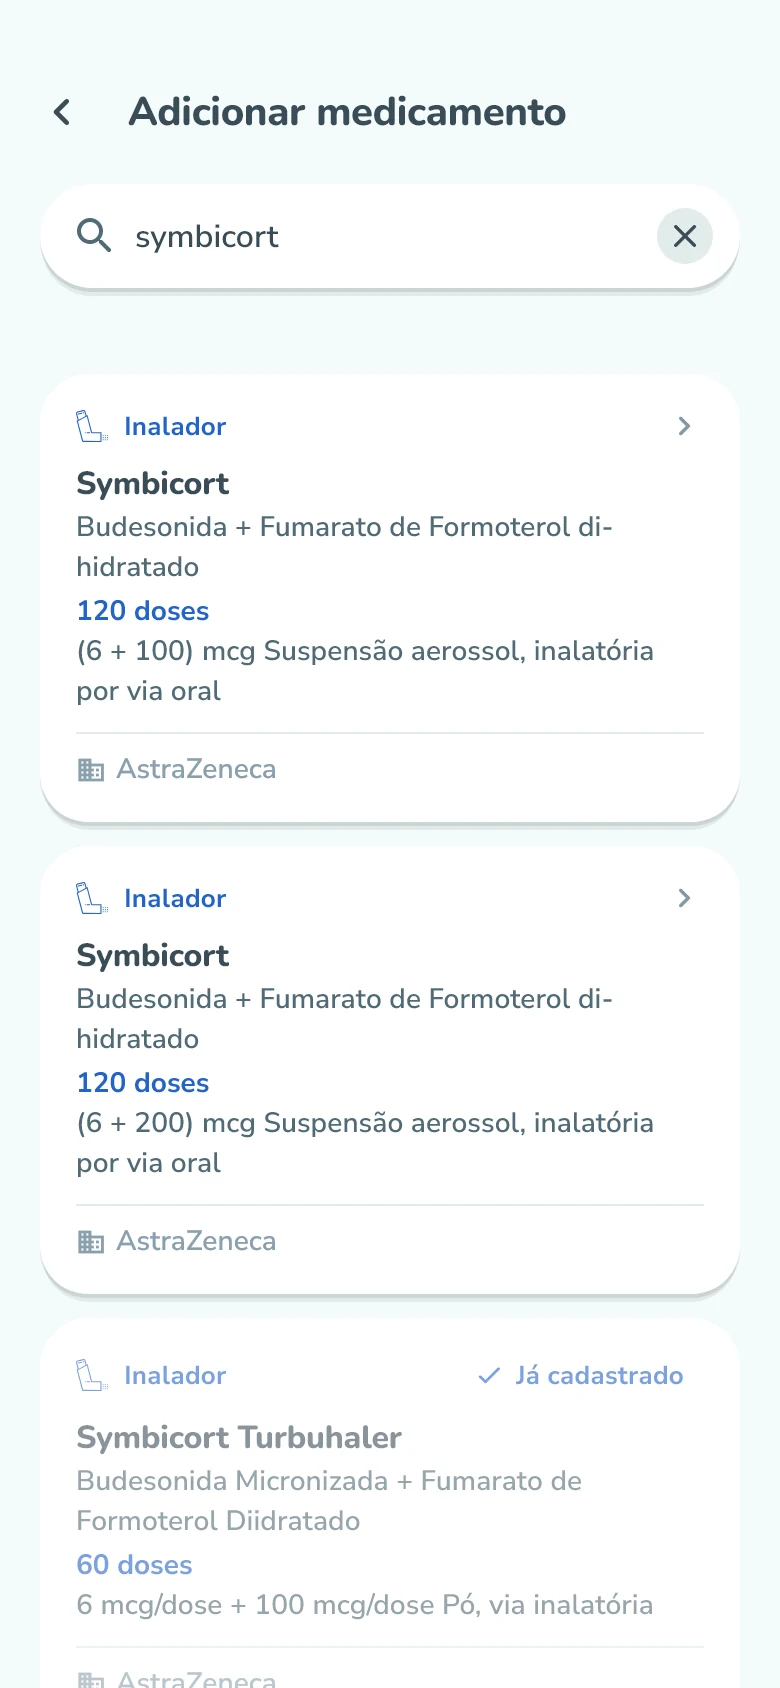 Adicionar medicamento
symbicort
Inalador
Symbicort
Budesonida + Fumarato de Formoterol di-
hidratado
120 doses
(6 + 100) mcg Suspensão aerossol, inalatória
por via oral
AstraZeneca
Inalador
Symbicort
Budesonida + Fumarato de Formoterol di-
hidratado
120 doses
(6 + 200) mcg Suspensão aerossol, inalatória
por via oral
AstraZeneca
Inalador
Já cadastrado
Symbicort Turbuhaler
Budesonida Micronizada + Fumarato de
Formoterol Diidratado
60 doses
6 mcg/dose + 100 mcg/dose Pó, via inalatória
AstraZeneca